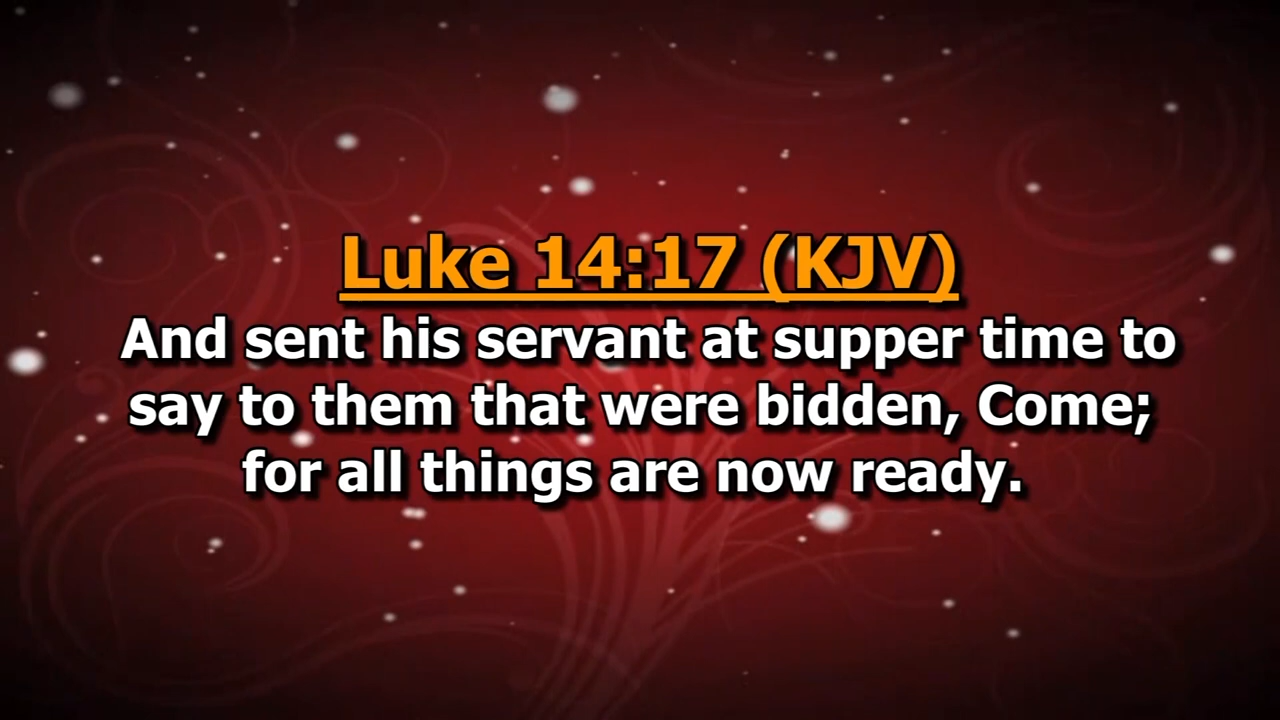 Luke 14:17 (KJV)
And sent his servant at supper time to
say to them that were bidden, Come;
for all things are now ready.